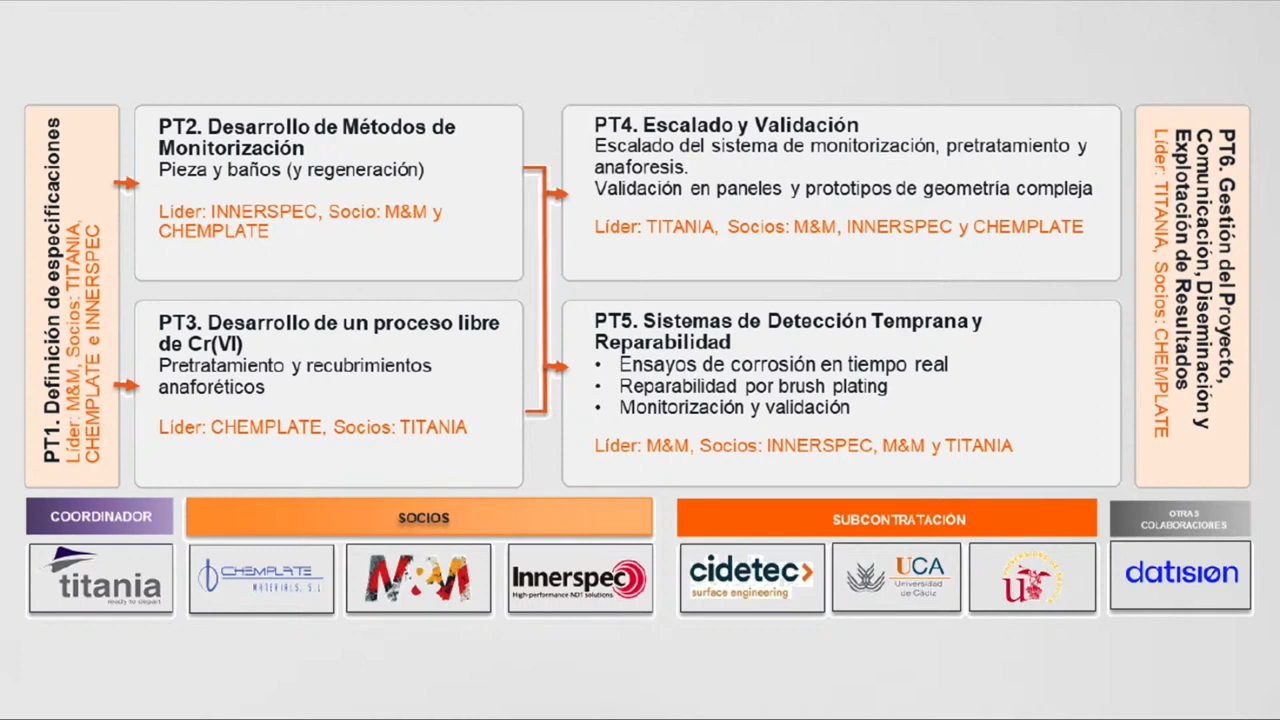 PT1. Definición de especificaciones
Líder: M&M, Socios: TITANIA,
CHEMPLATE e INNERSPEC
PT2. Desarrollo de Métodos de
Monitorización
Pieza y baños (y regeneración)
Líder: INNERSPEC, Socio: M&M y
CHEMPLATE
PT3. Desarrollo de un proceso libre
de Cr(VI)
Pretratamiento y recubrimientos
anaforéticos
Líder: CHEMPLATE, Socios: TITANIA
PT4. Escalado y Validación
Escalado del sistema de monitorización, pretratamiento y
anaforesis.
Validación en paneles y prototipos de geometría compleja
Líder: TITANIA, Socios: M&M, INNERSPEC y CHEMPLATE
PT5. Sistemas de Detección Temprana y
Reparabilidad
• Ensayos de corrosión en tiempo real
• Reparabilidad por brush plating
• Monitorización y validación
Líder: M&M, Socios: INNERSPEC, M&M y TITANIA
PT6. Gestión del Proyecto,
Comunicación, Diseminación y
Explotación de Resultados
Líder: TITANIA, Socios: CHEMPLATE
COORDINADOR
SOCIOS
SUBCONTRATACIÓN
OTRAS
COLABORACIONES
titania
ready to depart
CHEMPLATE
MATERIALS, S.L
M&M
Innerspec
High-performance NDT solutions
cidetec>
surface engineering
UCA
Universidad
de Cádiz
datision